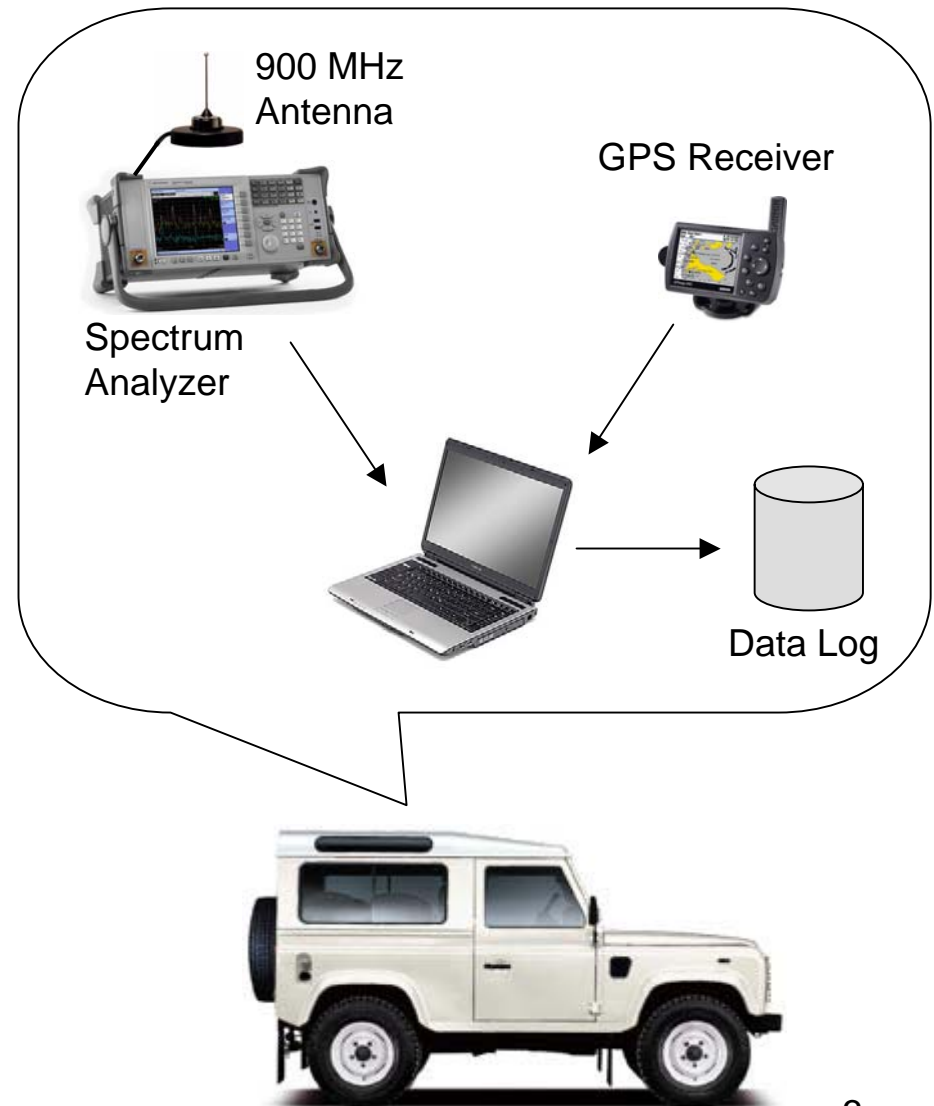 900 MHz
Antenna
GPS Receiver
Spectrum
Analyzer
Data Log